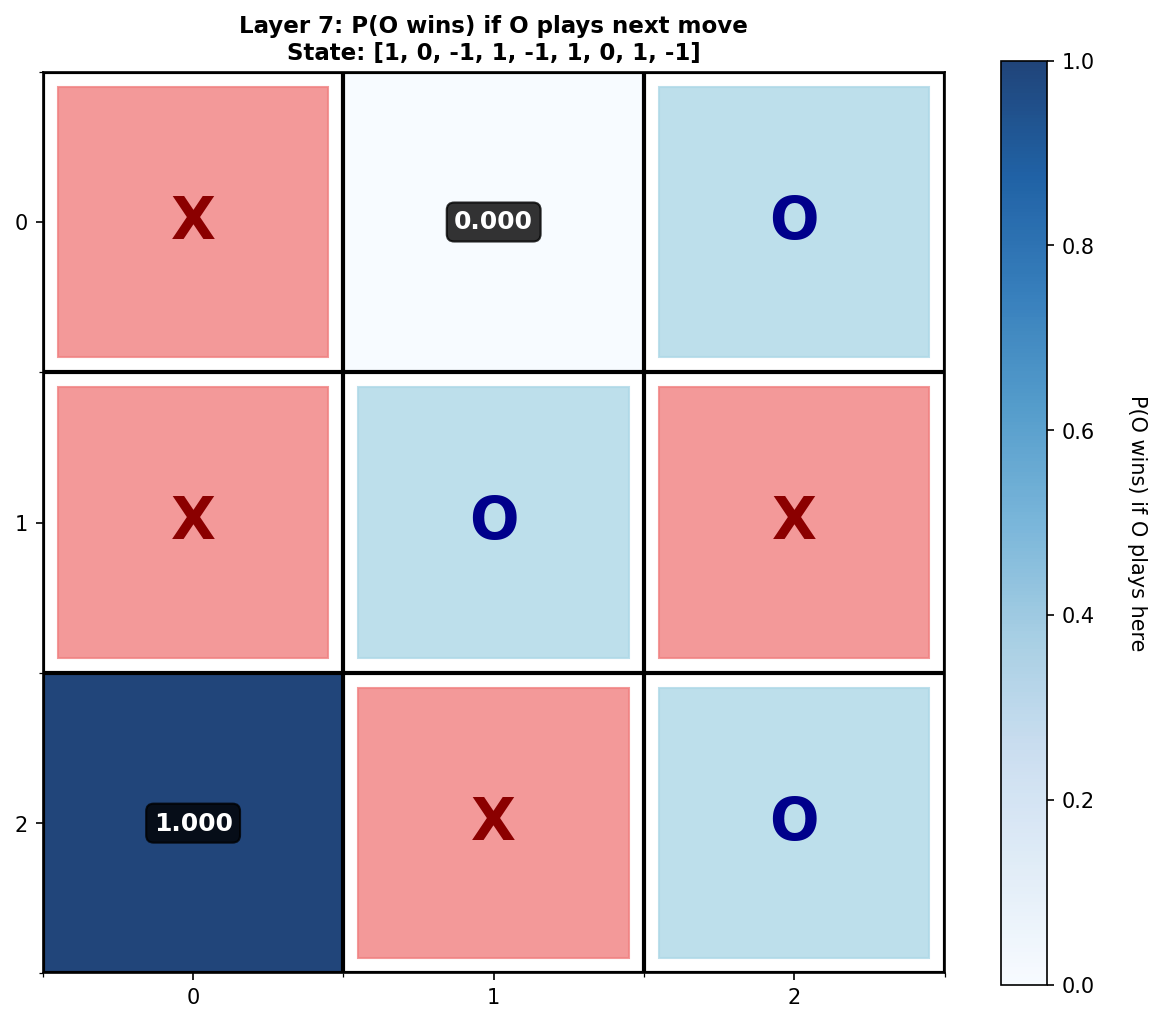 Layer 7: P(O wins) if O plays next move
State: [1, 0, -1, 1, -1, 1, 0, 1, -1]
1.0
0 X 0.000 O
0.8
0.6
P(O wins) if O plays here
1 X O X
0.4
0.2
2 1.000 X O
0.0
0 1 2